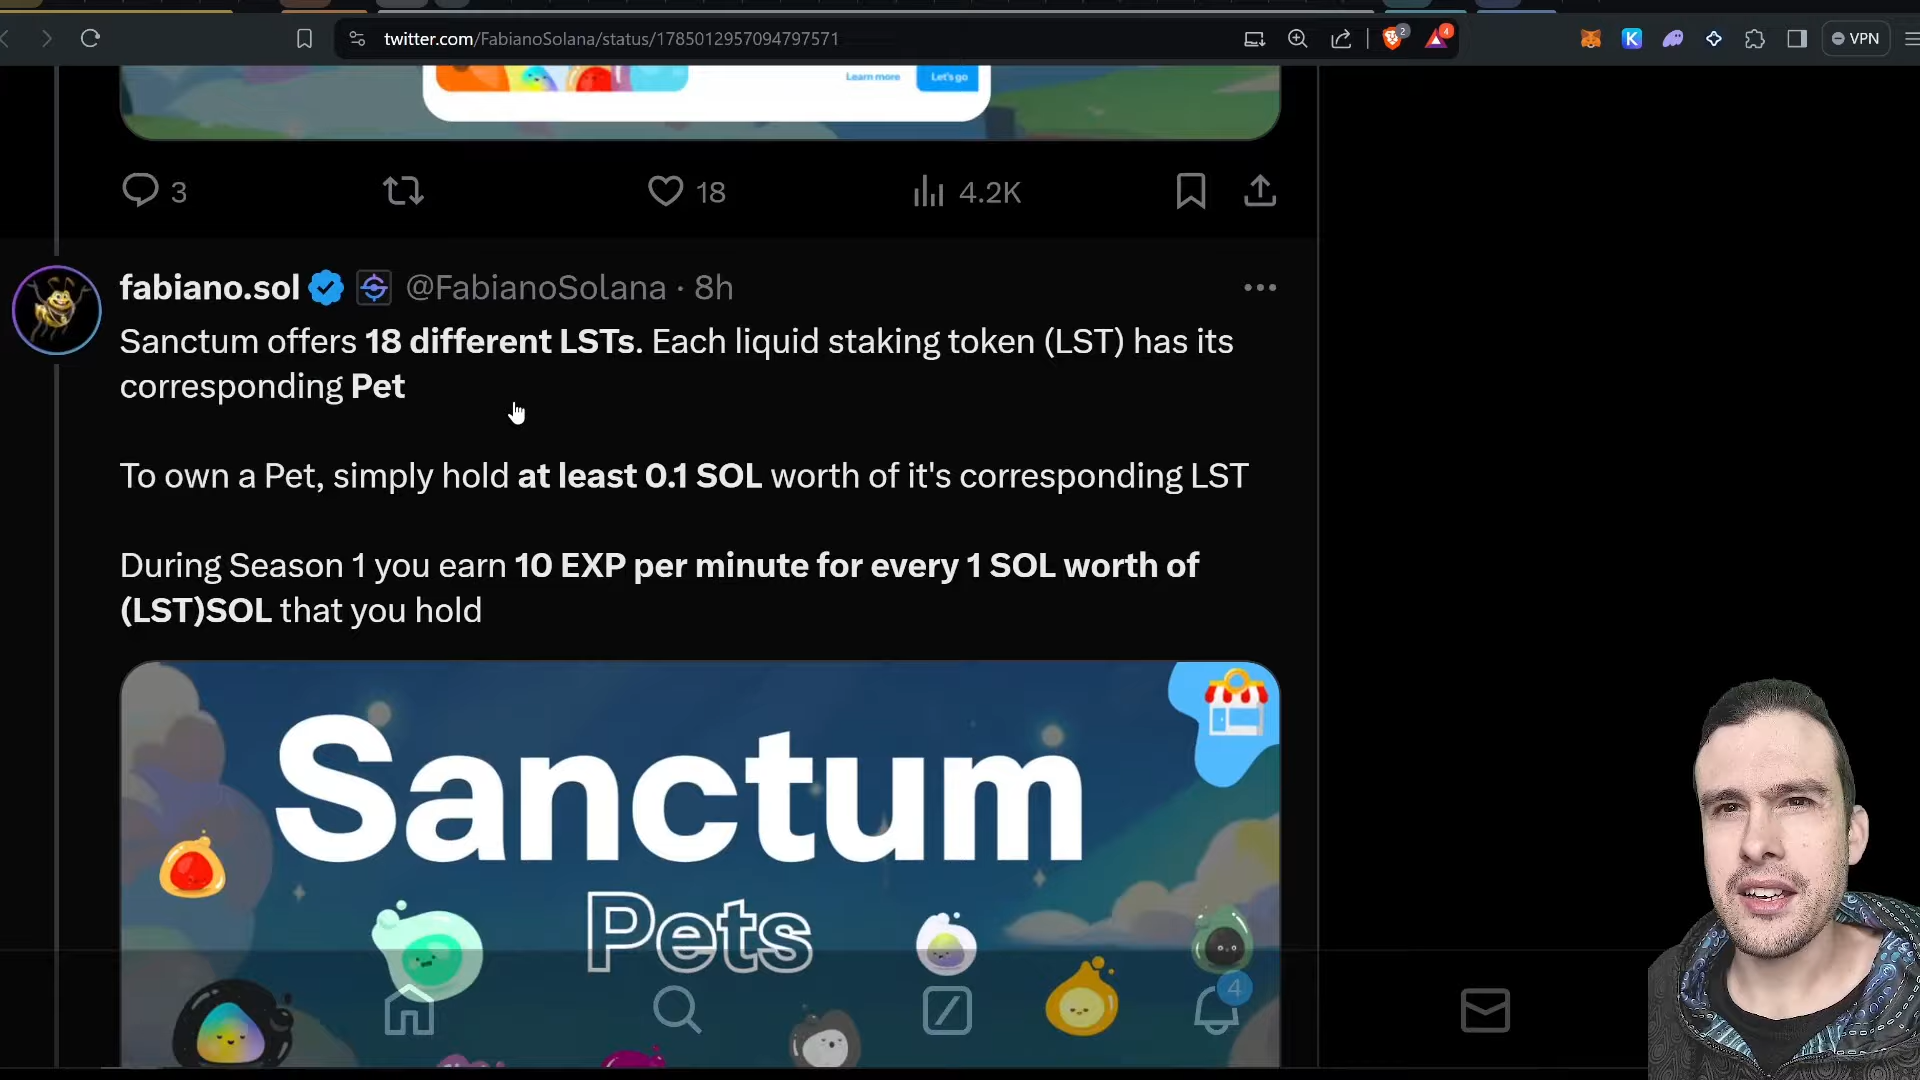 twitter.com/FabianoSolana/status/1785012957094797571
2
4
VPN
Learn more
Let's go
3
18
4.2K
fabiano.sol @FabianoSolana · 8h
Sanctum offers 18 different LSTs. Each liquid staking token (LST) has its
corresponding Pet
To own a Pet, simply hold at least 0.1 SOL worth of it's corresponding LST
During Season 1 you earn 10 EXP per minute for every 1 SOL worth of
(LST)SOL that you hold
Sanctum
Pets
4